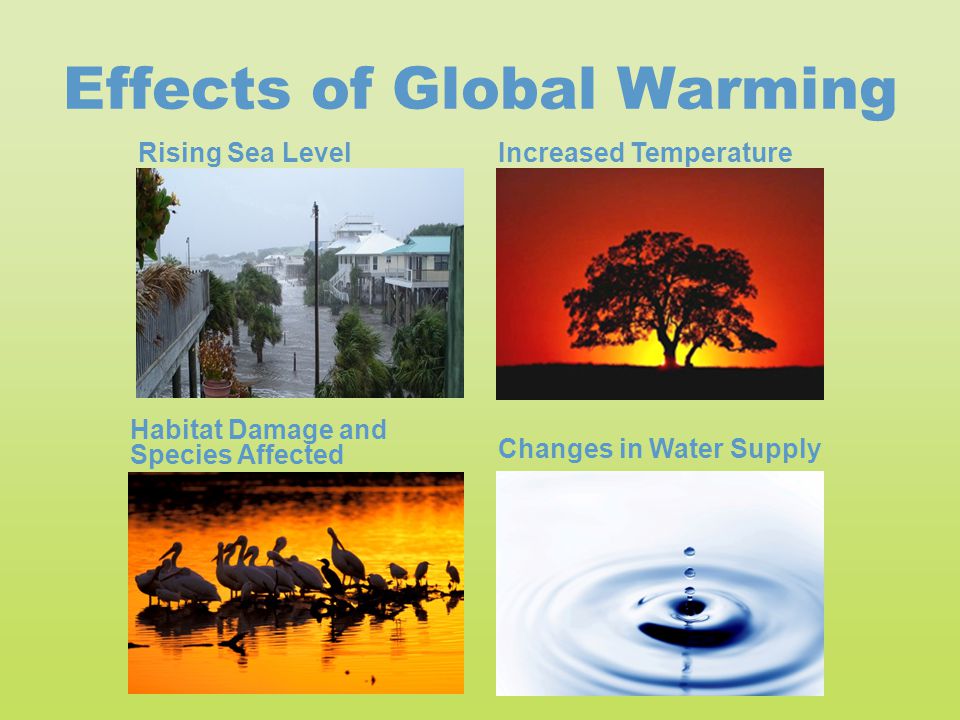 Effects of Global Warming
Rising Sea Level
Increased Temperature
Habitat Damage and
Species Affected
Changes in Water Supply